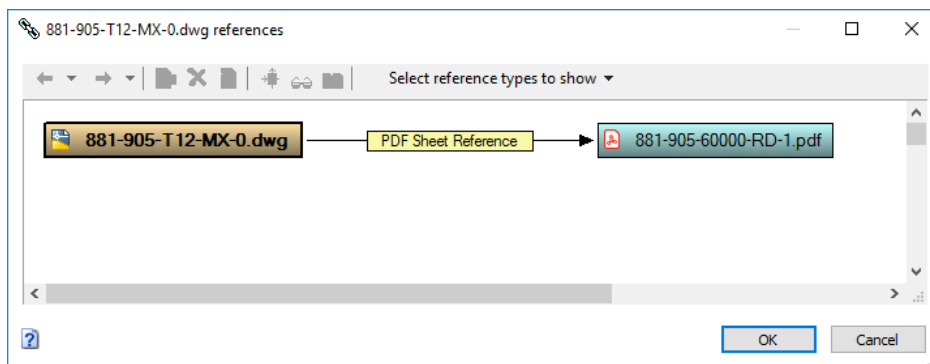 881-905-T12-MX-0.dwg references
Select reference types to show
881-905-T12-MX-0.dwg
PDF Sheet Reference
881-905-60000-RD-1.pdf
?
OK
Cancel